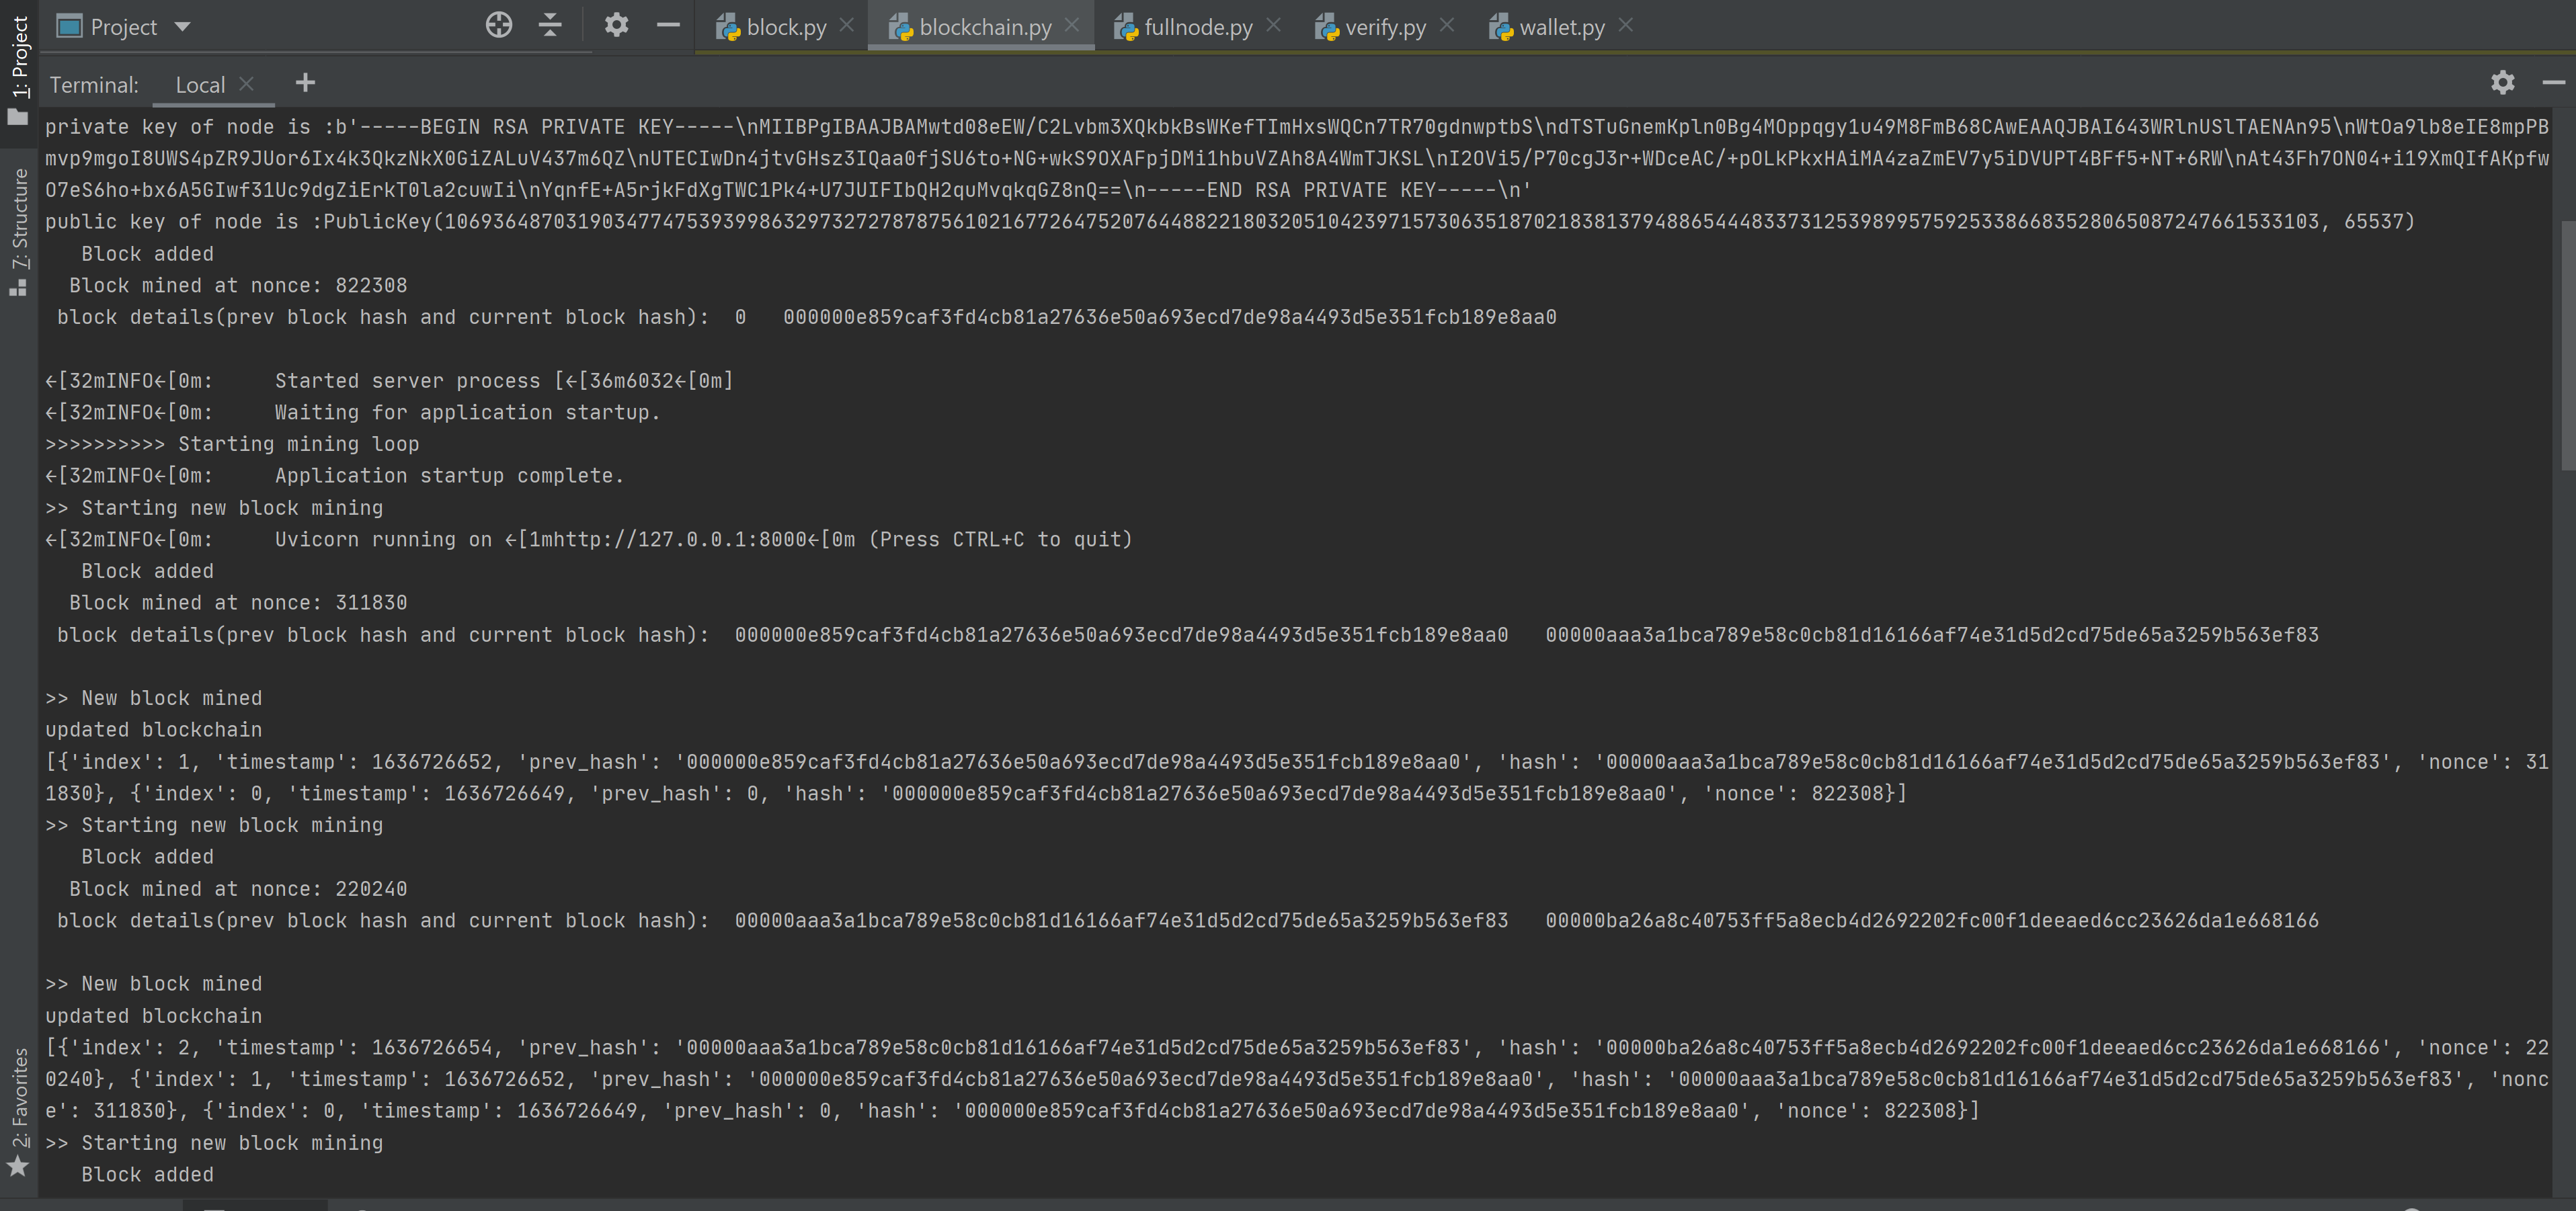 1: Project
7: Structure
2: Favorites
Project
block.py
blockchain.py
fullnode.py
verify.py
wallet.py
Terminal:
Local
private key of node is :b'-----BEGIN RSA PRIVATE KEY-----\nMIIBPgIBAAJBAMwtd08eEW/C2Lvbm3XQkbkBsWKefTImHxsWQCn7TR70gdnwptbS\ndTSTuGnemKpln0Bg4MOppqgy1u49M8FmB68CAwEAAQJBAI643WRlnUSlTAENAn95\nWtOa9lb8eIE8mpPB
mvp9mgoI8UWS4pZR9JUor6Ix4k3QkzNkX0GiZALuV437m6QZ\nUTECIwDn4jtvGHsz3IQaa0fjSU6to+NG+wkS9OXAFpjDMi1hbuVZAh8A4WmTJKSL\nI2OVi5/P70cgJ3r+WDceAC/+pOLkPkxHAiMA4zaZmEV7y5iDVUPT4BFf5+NT+6RW\nAt43Fh7ON04+i19XmQIfAKpfw
O7eS6ho+bx6A5GIwf31Uc9dgZiErkT0la2cuwIi\nYqnfE+A5rjkFdXgTWC1Pk4+U7JUIFIbQH2quMvqkqGZ8nQ==\n-----END RSA PRIVATE KEY-----\n'
public key of node is :PublicKey(10693648703190347747539399863297327278787561021677264752076448822180320510423971573063518702183813794886544483373125398995759253386683528065087247661533103, 65537)
Block added
Block mined at nonce: 822308
block details(prev block hash and current block hash):  0   000000e859caf3fd4cb81a27636e50a693ecd7de98a4493d5e351fcb189e8aa0
←[32mINFO←[0m:     Started server process [←[36m6032←[0m]
←[32mINFO←[0m:     Waiting for application startup.
>>>>>>>>>> Starting mining loop
←[32mINFO←[0m:     Application startup complete.
>> Starting new block mining
←[32mINFO←[0m:     Uvicorn running on ←[1mhttp://127.0.0.1:8000←[0m (Press CTRL+C to quit)
Block added
Block mined at nonce: 311830
block details(prev block hash and current block hash):  000000e859caf3fd4cb81a27636e50a693ecd7de98a4493d5e351fcb189e8aa0   00000aaa3a1bca789e58c0cb81d16166af74e31d5d2cd75de65a3259b563ef83
>> New block mined
updated blockchain
[{'index': 1, 'timestamp': 1636726652, 'prev_hash': '000000e859caf3fd4cb81a27636e50a693ecd7de98a4493d5e351fcb189e8aa0', 'hash': '00000aaa3a1bca789e58c0cb81d16166af74e31d5d2cd75de65a3259b563ef83', 'nonce': 31
1830}, {'index': 0, 'timestamp': 1636726649, 'prev_hash': 0, 'hash': '000000e859caf3fd4cb81a27636e50a693ecd7de98a4493d5e351fcb189e8aa0', 'nonce': 822308}]
>> Starting new block mining
Block added
Block mined at nonce: 220240
block details(prev block hash and current block hash):  00000aaa3a1bca789e58c0cb81d16166af74e31d5d2cd75de65a3259b563ef83   00000ba26a8c40753ff5a8ecb4d2692202fc00f1deeaed6cc23626da1e668166
>> New block mined
updated blockchain
[{'index': 2, 'timestamp': 1636726654, 'prev_hash': '00000aaa3a1bca789e58c0cb81d16166af74e31d5d2cd75de65a3259b563ef83', 'hash': '00000ba26a8c40753ff5a8ecb4d2692202fc00f1deeaed6cc23626da1e668166', 'nonce': 22
0240}, {'index': 1, 'timestamp': 1636726652, 'prev_hash': '000000e859caf3fd4cb81a27636e50a693ecd7de98a4493d5e351fcb189e8aa0', 'hash': '00000aaa3a1bca789e58c0cb81d16166af74e31d5d2cd75de65a3259b563ef83', 'nonc
e': 311830}, {'index': 0, 'timestamp': 1636726649, 'prev_hash': 0, 'hash': '000000e859caf3fd4cb81a27636e50a693ecd7de98a4493d5e351fcb189e8aa0', 'nonce': 822308}]
>> Starting new block mining
Block added